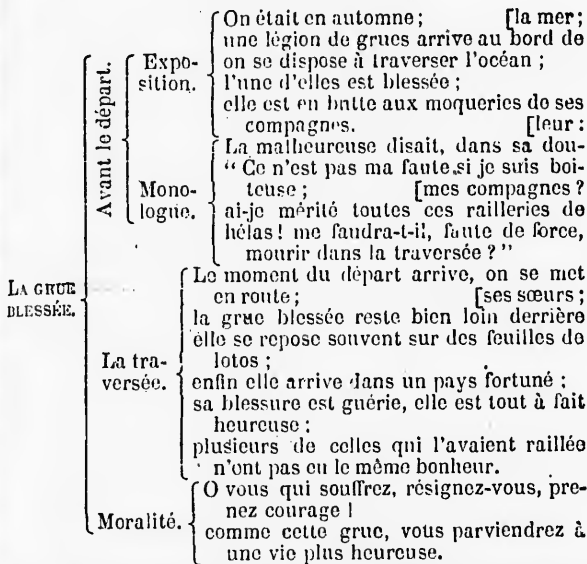 On était en automne ; [la mer ;
une légion de grues arrive au bord de
on se dispose à traverser l'océan ;
l'une d'elles est blessée ;
elle est en butte aux moqueries de ses
compagnes. [leur :
Avant le départ.
Expo-
sition.
La malheureuse disait, dans sa dou-
“ Ce n'est pas ma faute si je suis boi-
teuse ; [mes compagnes ?
ai-je mérité toutes ces railleries de
hélas ! me faudra-t-il, faute de force,
mourir dans la traversée ? ”
Mono-
logue.
LA GRUE
BLESSÉE.
Le moment du départ arrive, on se met
en route ; [ses sœurs ;
la grue blessée reste bien loin derrière
elle se repose souvent sur des feuilles de
lotos ;
enfin elle arrive dans un pays fortuné ;
sa blessure est guérie, elle est tout à fait
heureuse ;
plusieurs de celles qui l'avaient raillée
n'ont pas eu le même bonheur.
La tra-
versée.
O vous qui souffrez, résignez-vous, pre-
nez courage !
comme cette grue, vous parviendrez à
une vie plus heureuse.
Moralité.